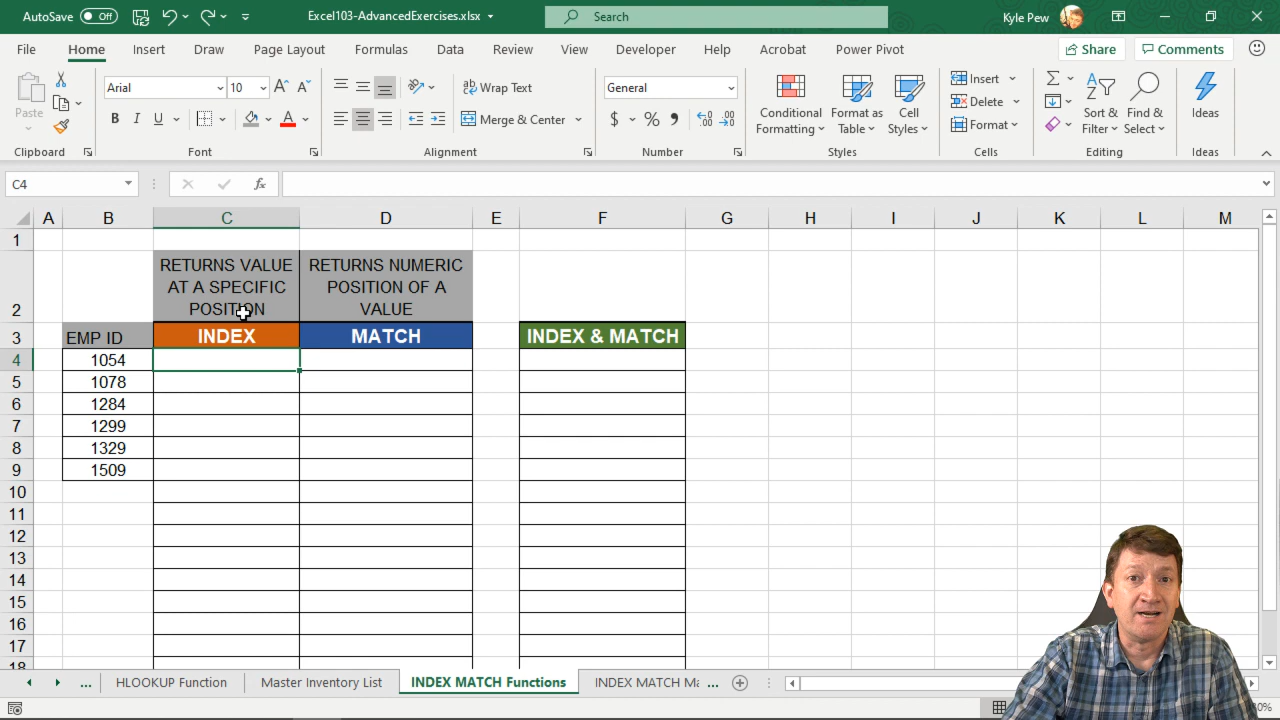 AutoSave Off
Excel103-AdvancedExercises.xlsx
Search
Kyle Pew
File Home Insert Draw Page Layout Formulas Data Review View Developer Help Acrobat Power Pivot Share Comments
Paste
Arial 10
B I U
Wrap Text
Merge & Center
General
$ % 9
Conditional Formatting
Format as Table
Cell Styles
Insert
Delete
Format
Sort & Filter
Find & Select
Ideas
Clipboard Font Alignment Number Styles Cells Editing Ideas
C4 fx
A B C D E F G H I J K L M
1
2 RETURNS VALUE AT A SPECIFIC POSITION RETURNS NUMERIC POSITION OF A VALUE
3 EMP ID INDEX MATCH INDEX & MATCH
4 1054
5 1078
6 1284
7 1299
8 1329
9 1509
10
11
12
13
14
15
16
17
18
... HLOOKUP Function Master Inventory List INDEX MATCH Functions INDEX MATCH Ma ...